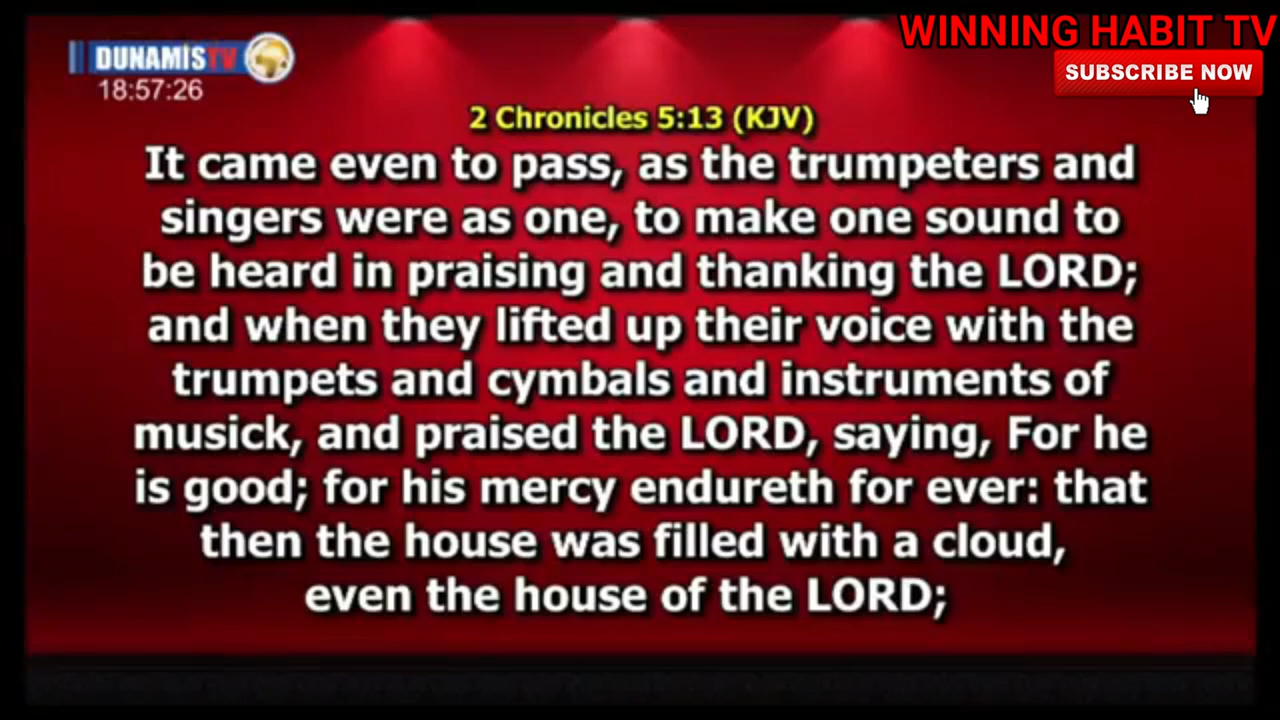 DUNAMIS TV
18:57:26
WINNING HABIT TV
SUBSCRIBE NOW
2 Chronicles 5:13 (KJV)
It came even to pass, as the trumpeters and
singers were as one, to make one sound to
be heard in praising and thanking the LORD;
and when they lifted up their voice with the
trumpets and cymbals and instruments of
musick, and praised the LORD, saying, For he
is good; for his mercy endureth for ever: that
then the house was filled with a cloud,
even the house of the LORD;